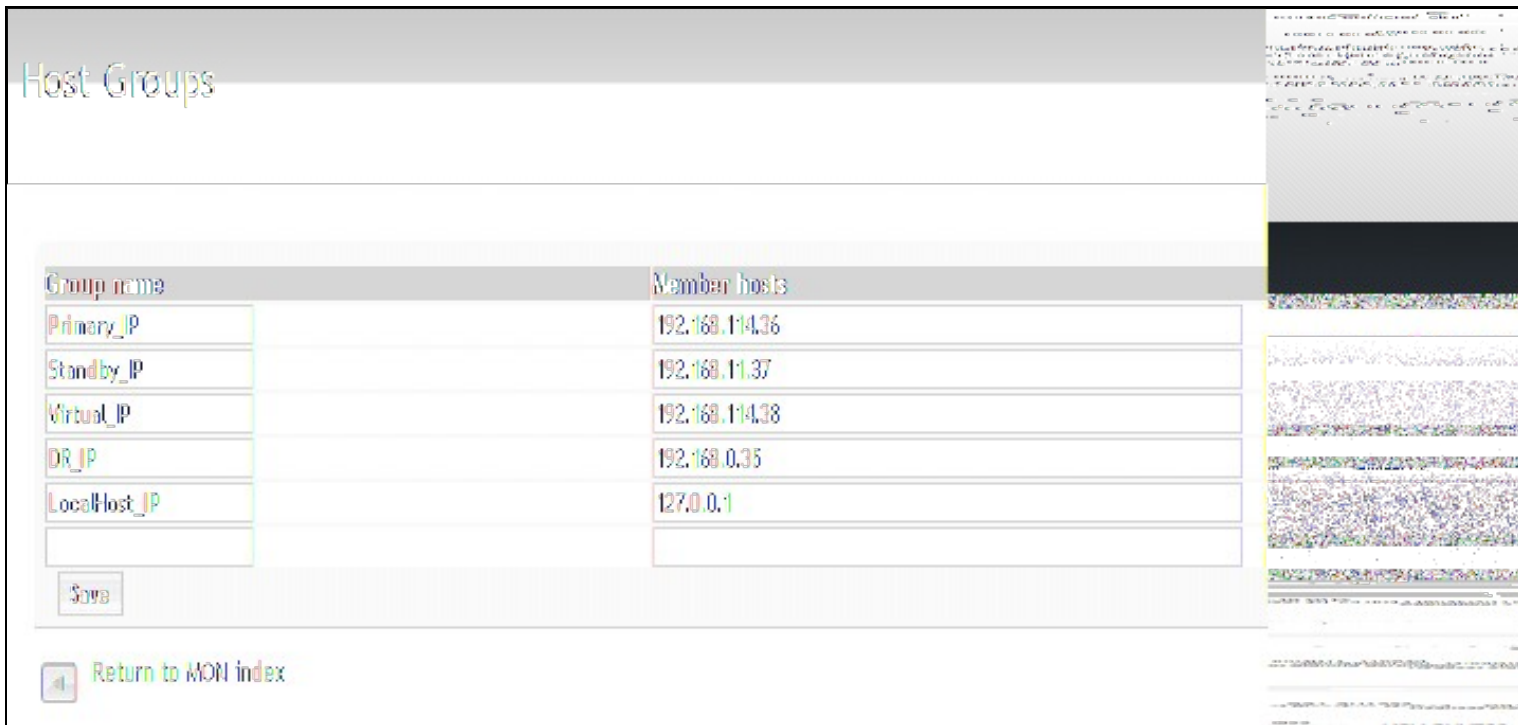 Host Groups
Group name Member hosts
Primary_IP 192.168.114.36
Standby_IP 192.168.11.37
Virtual_IP 192.168.114.38
DR_IP 192.168.0.35
LocalHost_IP 127.0.0.1
Save
Return to MON index